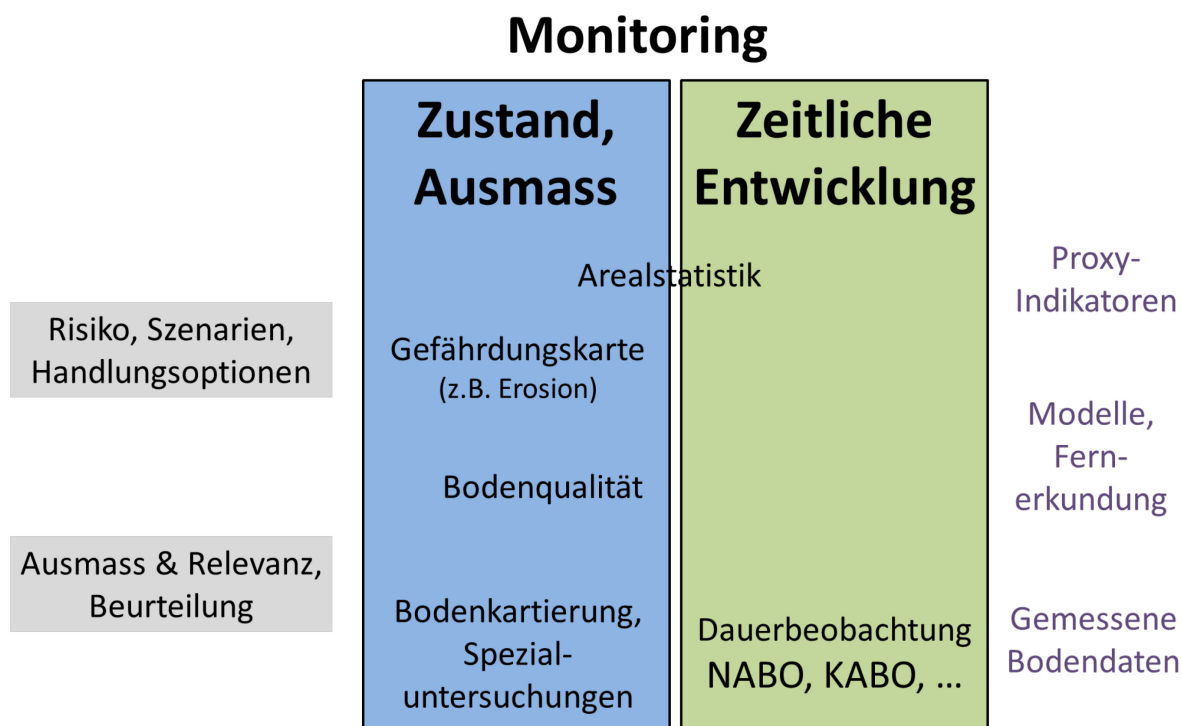 Monitoring
Zustand,
Ausmass
Zeitliche
Entwicklung
Arealstatistik
Proxy-
Indikatoren
Risiko, Szenarien,
Handlungsoptionen
Gefährdungskarte
(z.B. Erosion)
Modelle,
Fern-
erkundung
Bodenqualität
Ausmass & Relevanz,
Beurteilung
Bodenkartierung,
Spezial-
untersuchungen
Dauerbeobachtung
NABO, KABO, ...
Gemessene
Bodendaten